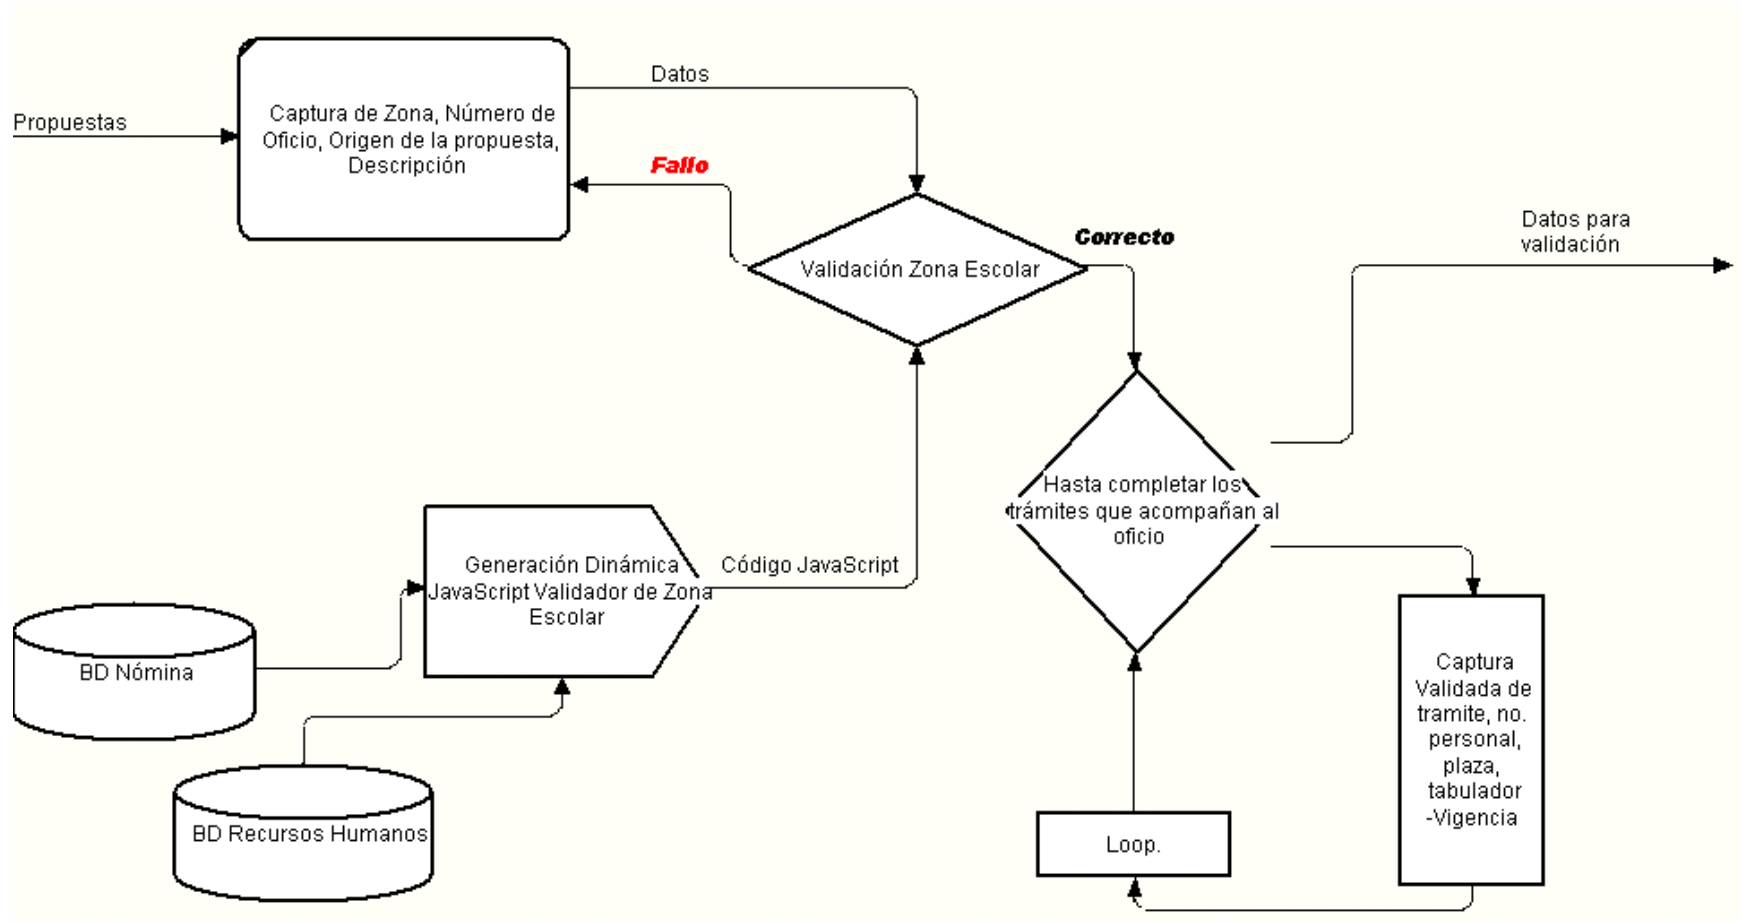 Datos
Propuestas
Captura de Zona, Número de
Oficio, Origen de la propuesta,
Descripción
Fallo
Correcto
Datos para
validación
Validación Zona Escolar
Hasta completar los
trámites que acompañan al
oficio
Generación Dinámica
JavaScript Validador de Zona
Escolar
Código JavaScript
BD Nómina
BD Recursos Humanos
Captura
Validada de
tramite, no.
personal,
plaza,
tabulador
-Vigencia
Loop.